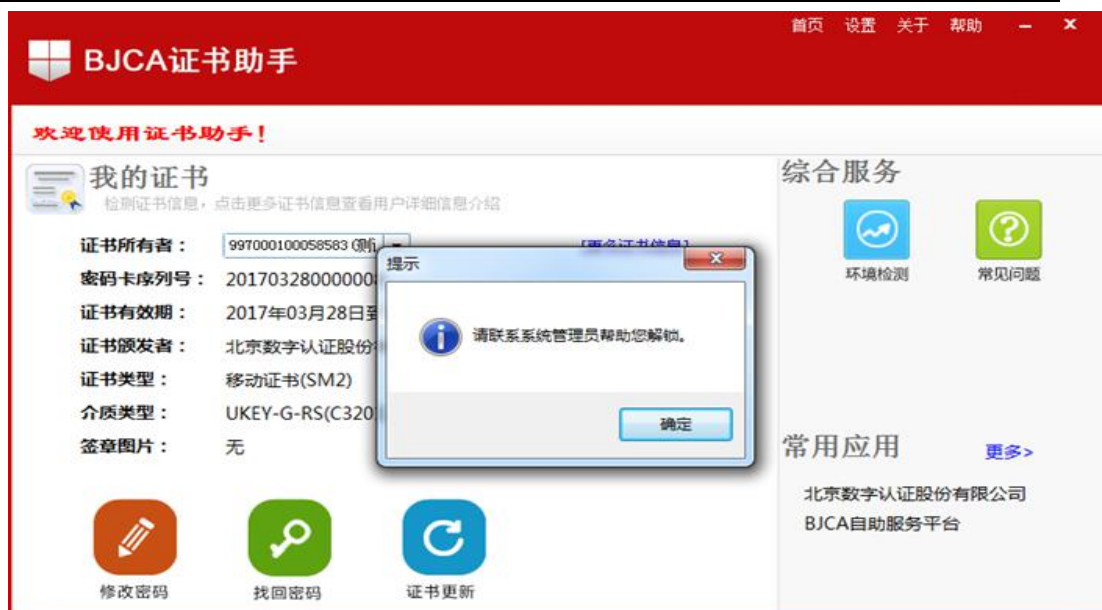 首页 设置 关于 帮助
BJCA证书助手
欢迎使用证书助手！
我的证书
检测证书信息，点击更多证书信息查看用户详细信息介绍
证书所有者： 997000100058583
[更多证书信息]
密码卡序列号： 20170328000000
证书有效期： 2017年03月28日至
证书颁发者： 北京数字认证股份
证书类型： 移动证书(SM2)
介质类型： UKEY-G-RS(C320
签章图片： 无
提示
请联系系统管理员帮助您解锁。
确定
修改密码
找回密码
证书更新
综合服务
环境检测
常见问题
常用应用 更多>
北京数字认证股份有限公司
BJCA自助服务平台